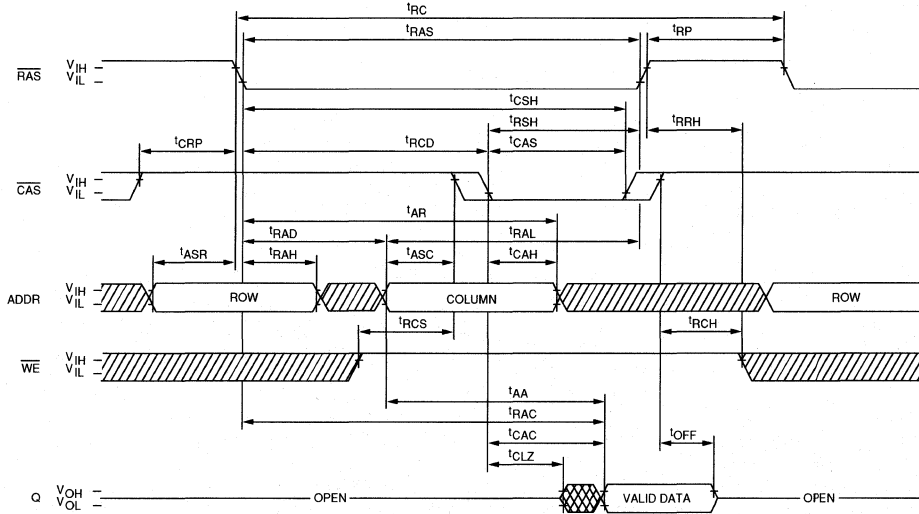 tRC
tRAS
tRP
RAS
VIH
VIL
tCSH
tRSH
tRRH
tCRP
tRCD
tCAS
CAS
VIH
VIL
tAR
tRAD
tRAL
tASR
tRAH
tASC
tCAH
ADDR
VIH
VIL
ROW
COLUMN
ROW
tRCS
tRCH
WE
VIH
VIL
tAA
tRAC
tCAC
tOFF
tCLZ
Q
VOH
VOL
OPEN
VALID DATA
OPEN